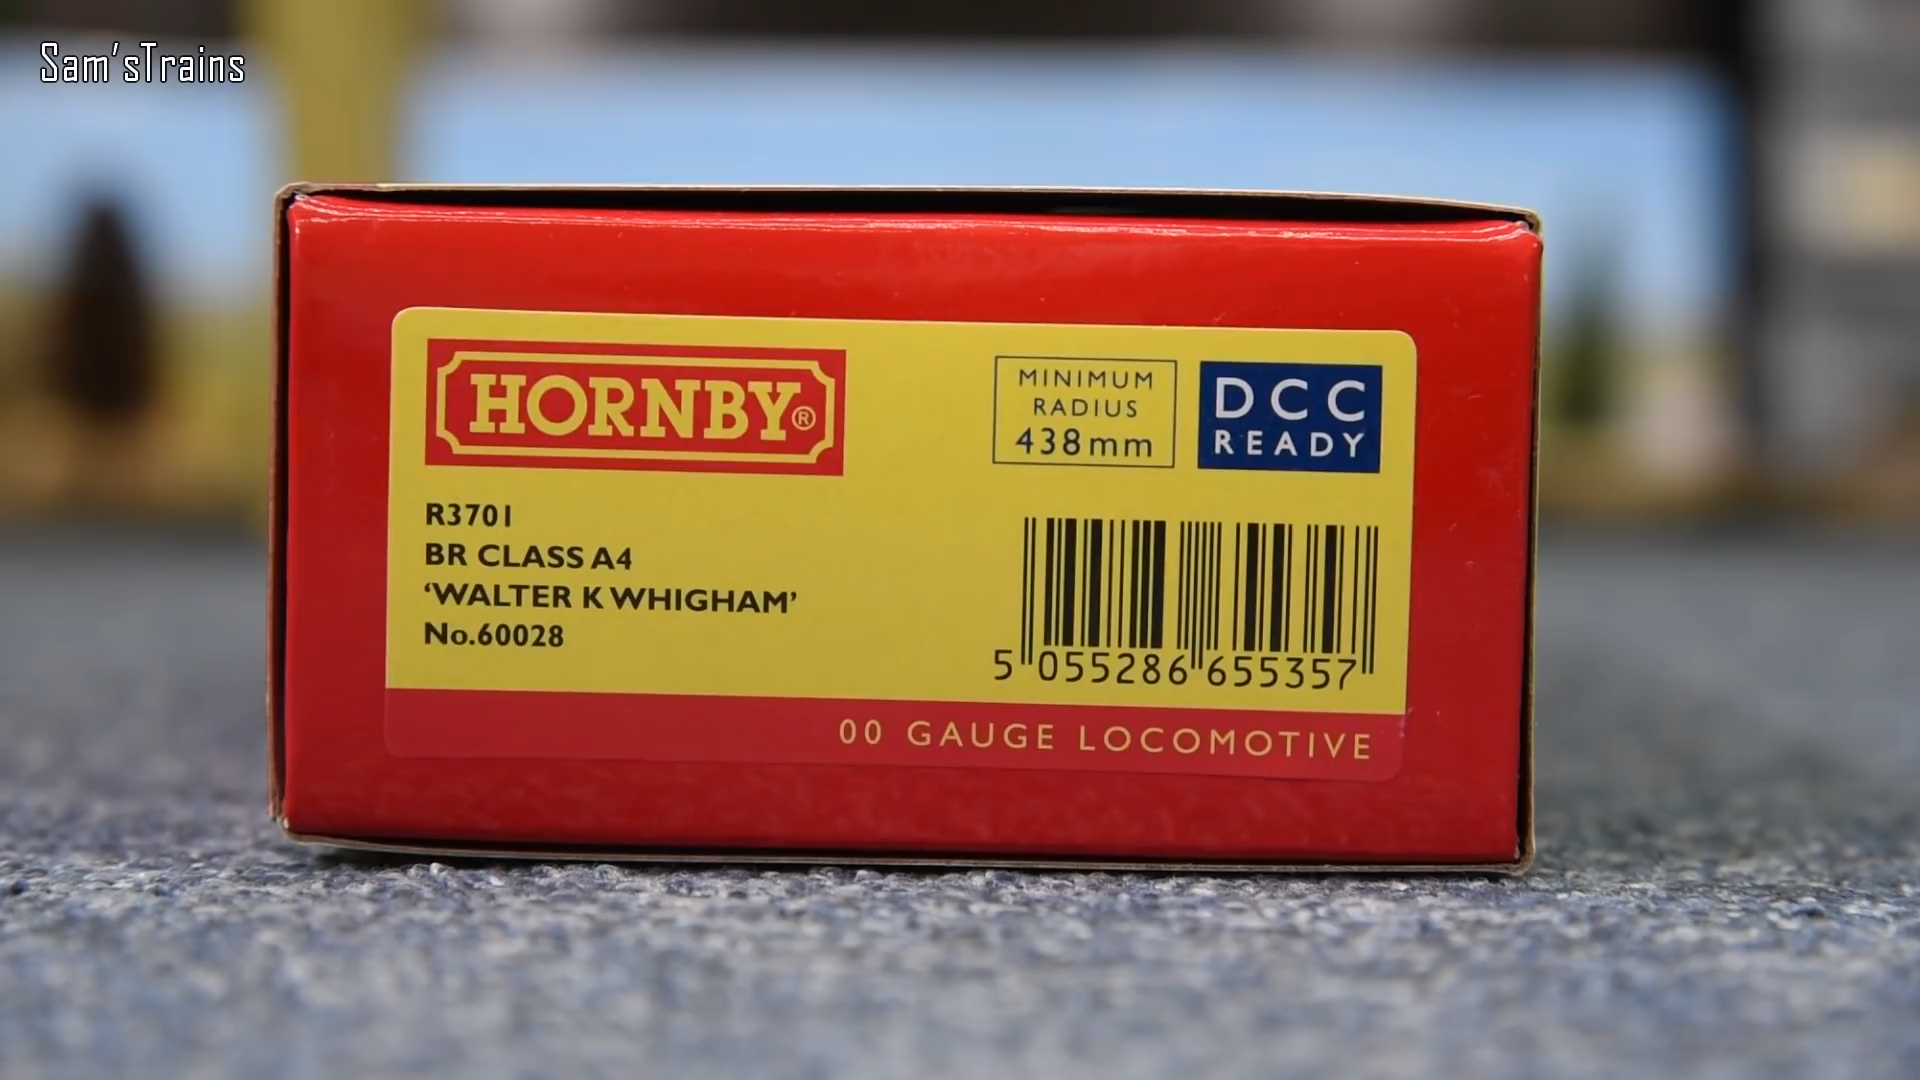 Sam'sTrains
HORNBY®
MINIMUM
RADIUS
438mm
DCC
READY
R3701
BR CLASS A4
‘WALTER K WHIGHAM’
No.60028
5 055286 655357
00 GAUGE LOCOMOTIVE